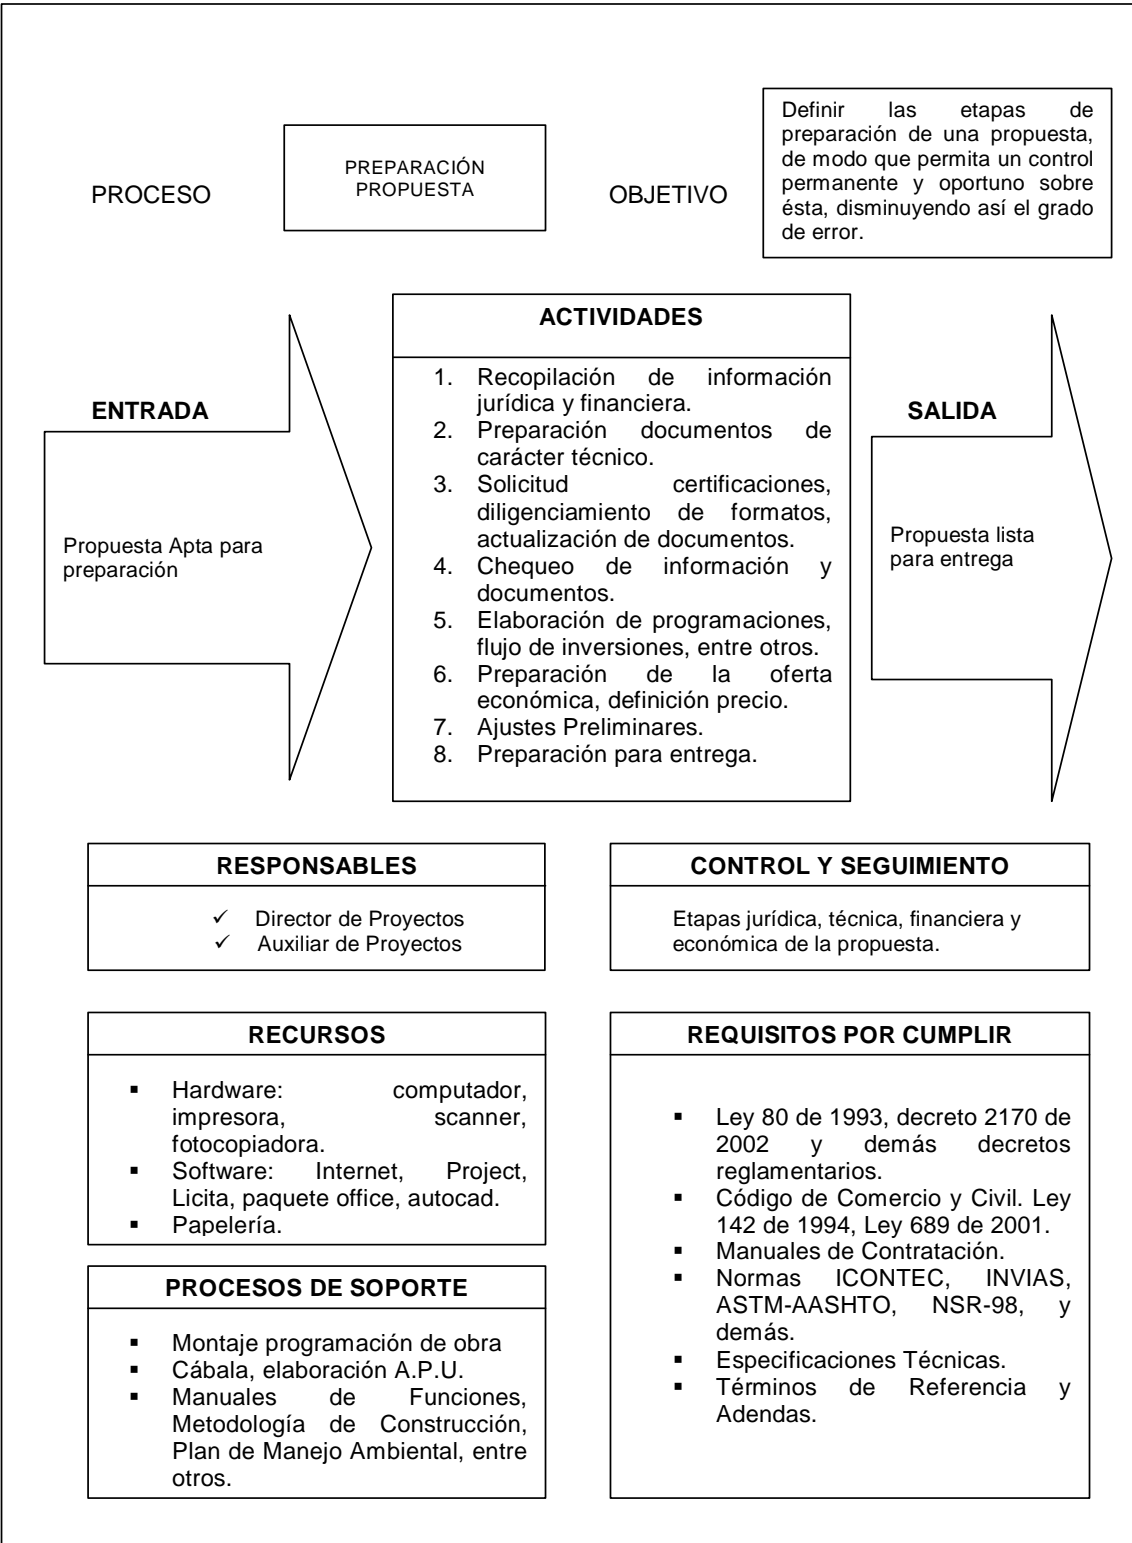 PROCESO
PREPARACIÓN
PROPUESTA
OBJETIVO
Definir las etapas de
preparación de una propuesta,
de modo que permita un control
permanente y oportuno sobre
ésta, disminuyendo así el grado
de error.
ENTRADA
Propuesta Apta para
preparación
ACTIVIDADES
1. Recopilación de información
jurídica y financiera.
2. Preparación documentos de
carácter técnico.
3. Solicitud certificaciones,
diligenciamiento de formatos,
actualización de documentos.
4. Chequeo de información y
documentos.
5. Elaboración de programaciones,
flujo de inversiones, entre otros.
6. Preparación de la oferta
económica, definición precio.
7. Ajustes Preliminares.
8. Preparación para entrega.
SALIDA
Propuesta lista
para entrega
RESPONSABLES
✓ Director de Proyectos
✓ Auxiliar de Proyectos
CONTROL Y SEGUIMIENTO
Etapas jurídica, técnica, financiera y
económica de la propuesta.
RECURSOS
▪ Hardware: computador,
impresora, scanner,
fotocopiadora.
▪ Software: Internet, Project,
Licita, paquete office, autocad.
▪ Papelería.
PROCESOS DE SOPORTE
▪ Montaje programación de obra
▪ Cábala, elaboración A.P.U.
▪ Manuales de Funciones,
Metodología de Construcción,
Plan de Manejo Ambiental, entre
otros.
REQUISITOS POR CUMPLIR
▪ Ley 80 de 1993, decreto 2170 de
2002 y demás decretos
reglamentarios.
▪ Código de Comercio y Civil. Ley
142 de 1994, Ley 689 de 2001.
▪ Manuales de Contratación.
▪ Normas ICONTEC, INVIAS,
ASTM-AASHTO, NSR-98, y
demás.
▪ Especificaciones Técnicas.
▪ Términos de Referencia y
Adendas.